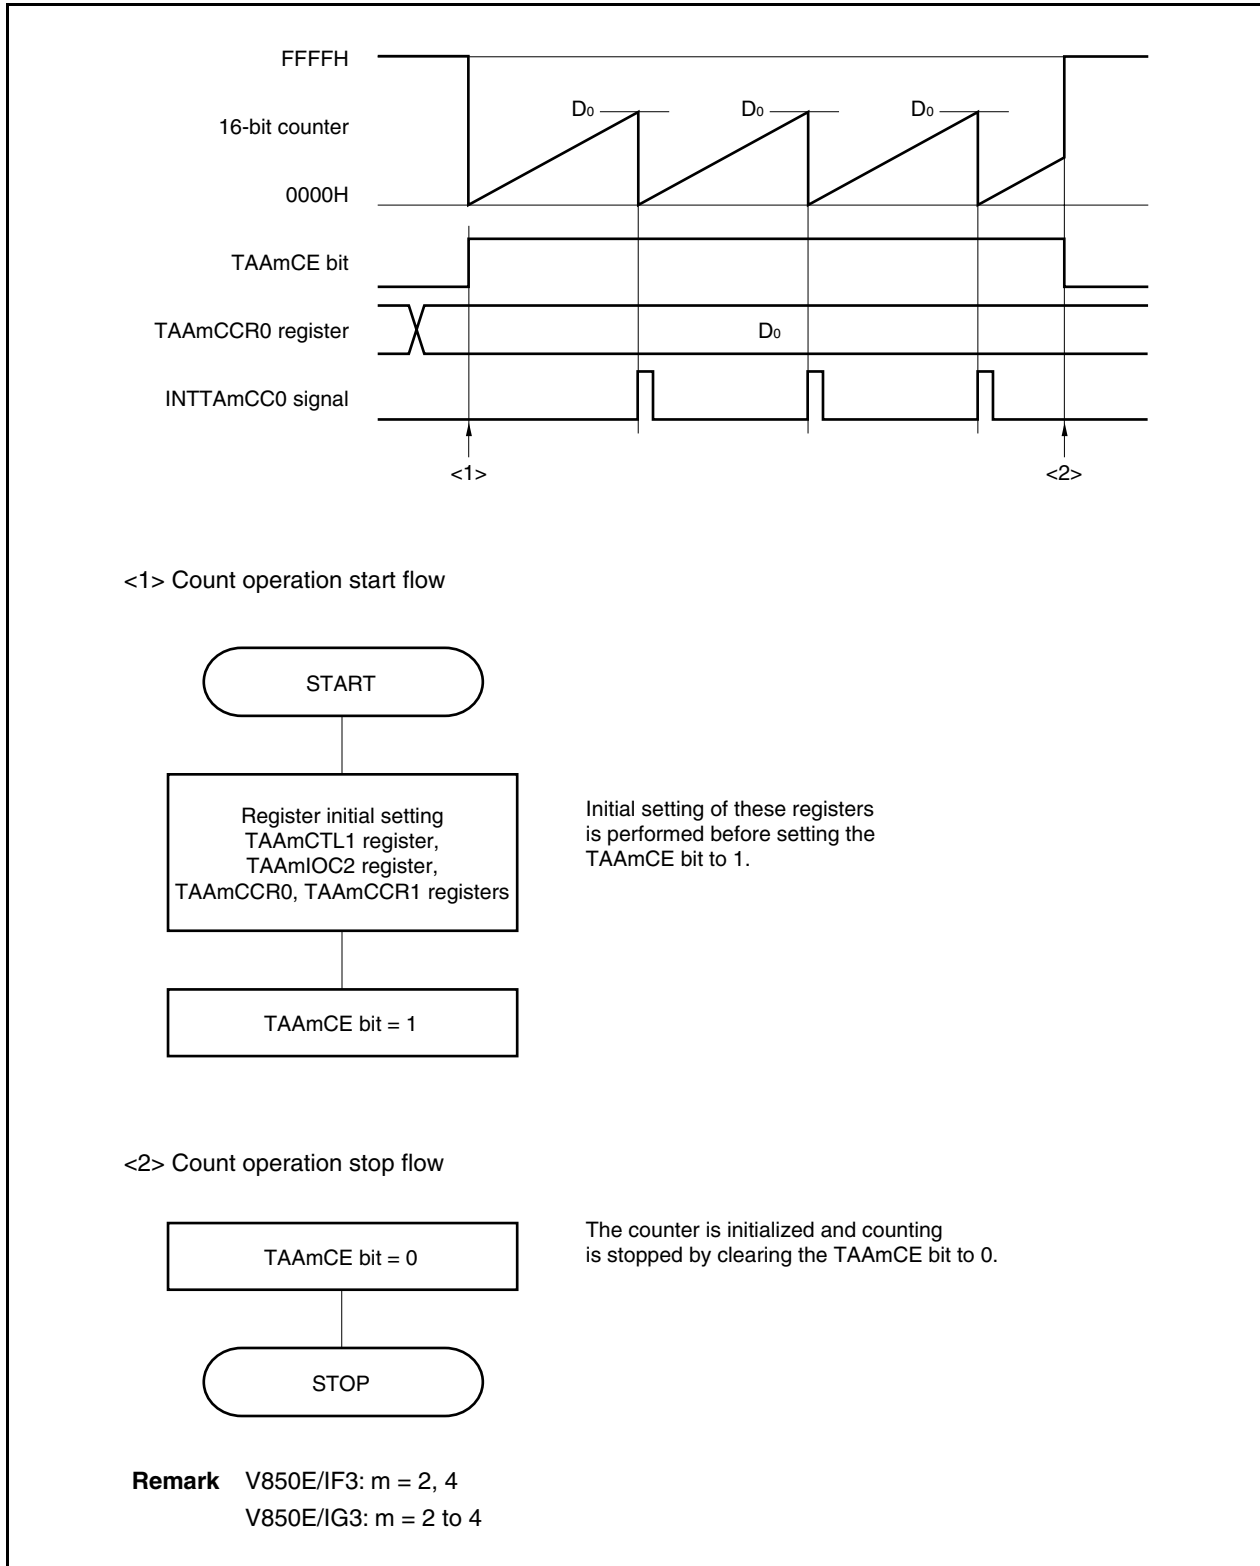 FFFFH
D0 D0 D0
16-bit counter
0000H
TAAmCE bit
TAAmCCR0 register D0
INTTAmCC0 signal
<1> <2>
<1> Count operation start flow
START
Register initial setting
TAAmCTL1 register,
TAAmIOC2 register,
TAAmCCR0, TAAmCCR1 registers
Initial setting of these registers
is performed before setting the
TAAmCE bit to 1.
TAAmCE bit = 1
<2> Count operation stop flow
TAAmCE bit = 0
The counter is initialized and counting
is stopped by clearing the TAAmCE bit to 0.
STOP
Remark V850E/IF3: m = 2, 4
V850E/IG3: m = 2 to 4